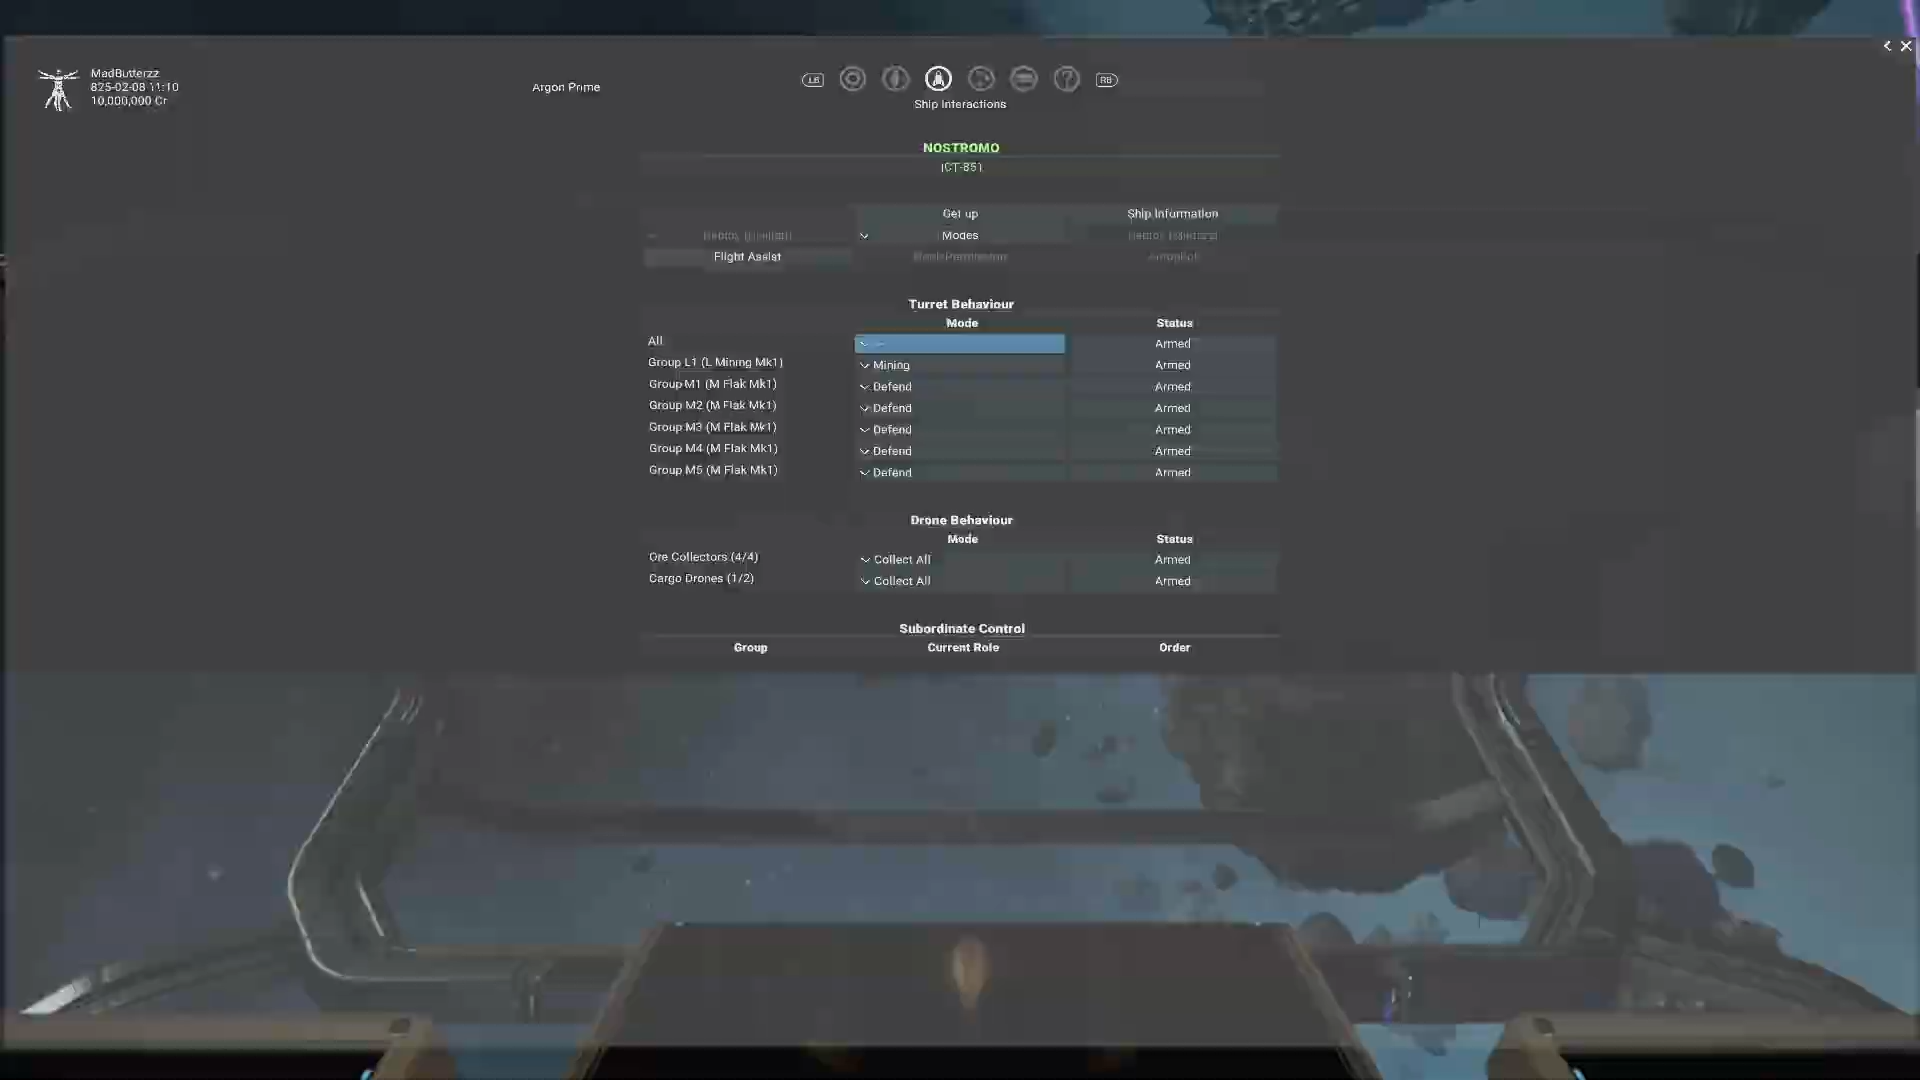 MadButterzz
825-02-08 11:10
10,000,000 Cr
Argon Prime
LB
RB
Ship Interactions
NOSTROMO
(CT-851)
Get up
Ship Information
Modes
Flight Assist
Turret Behaviour
Mode
Status
All
Armed
Group L1 (L Mining Mk1)
Mining
Armed
Group M1 (M Flak Mk1)
Defend
Armed
Group M2 (M Flak Mk1)
Defend
Armed
Group M3 (M Flak Mk1)
Defend
Armed
Group M4 (M Flak Mk1)
Defend
Armed
Group M5 (M Flak Mk1)
Defend
Armed
Drone Behaviour
Mode
Status
Ore Collectors (4/4)
Collect All
Armed
Cargo Drones (1/2)
Collect All
Armed
Subordinate Control
Group
Current Role
Order